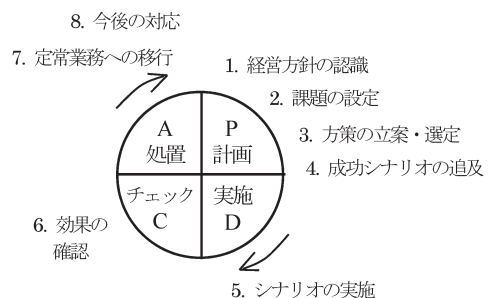 8. 今後の対応
7. 定常業務への移行
1. 経営方針の認識
2. 課題の設定
3. 方策の立案・選定
4. 成功シナリオの追及
A
処置
P
計画
チェック
C
実施
D
6. 効果の
確認
5. シナリオの実施